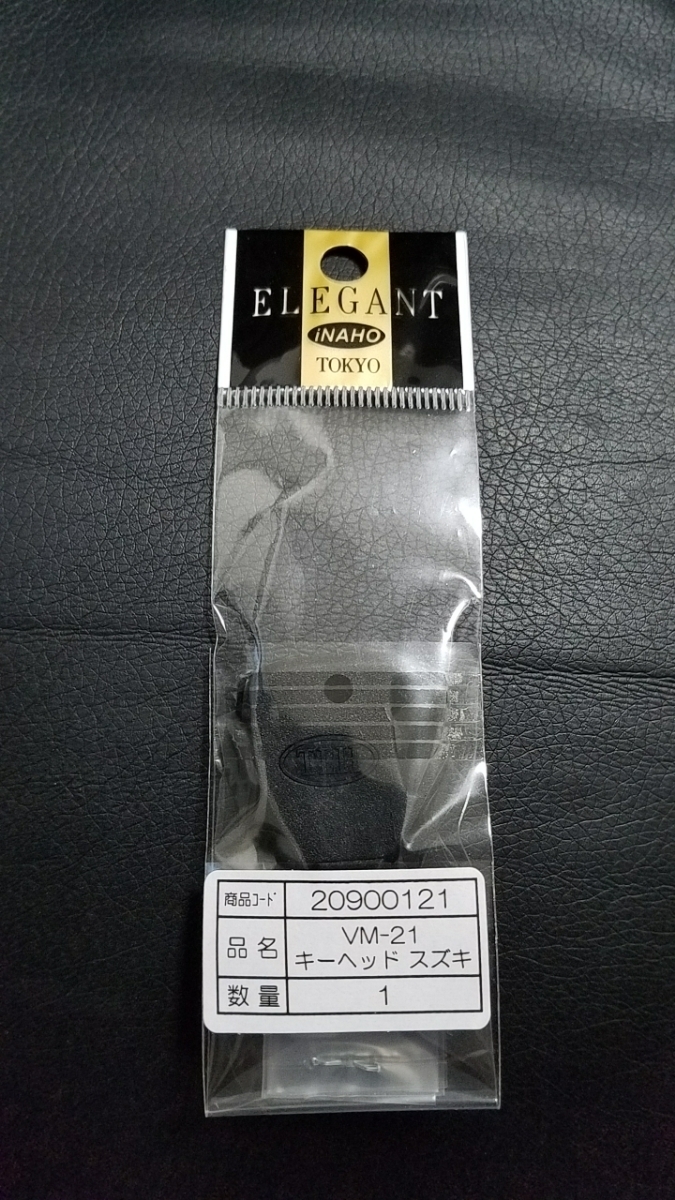 ELEGANT
iNAHO
TOKYO
商品コード 20900121
品名 VM-21
キーヘッド スズキ
数量 1